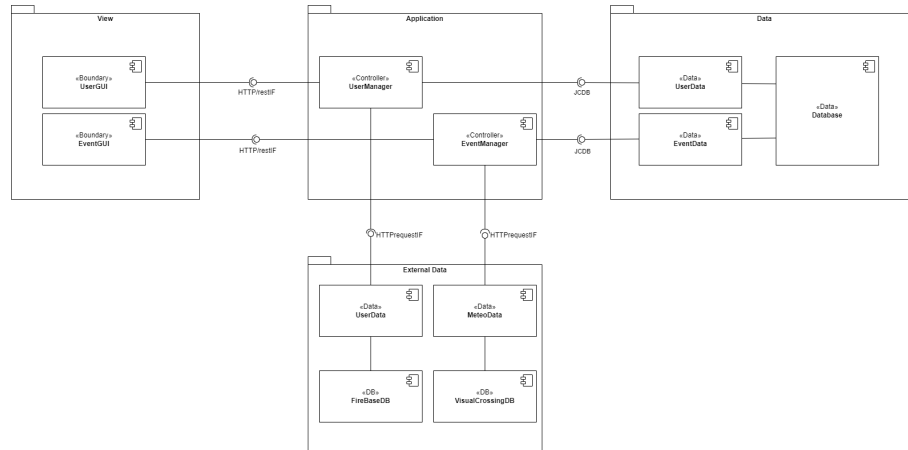 View
Application
Data
«Boundary»
UserGUI
HTTP/restIF
«Controller»
UserManager
JCDB
«Data»
UserData
«Data»
Database
«Boundary»
EventGUI
HTTP/restIF
«Controller»
EventManager
JCDB
«Data»
EventData
HTTPrequestIF
HTTPrequestIF
External Data
«Data»
UserData
«Data»
MeteoData
«DB»
FireBaseDB
«DB»
VisualCrossingDB